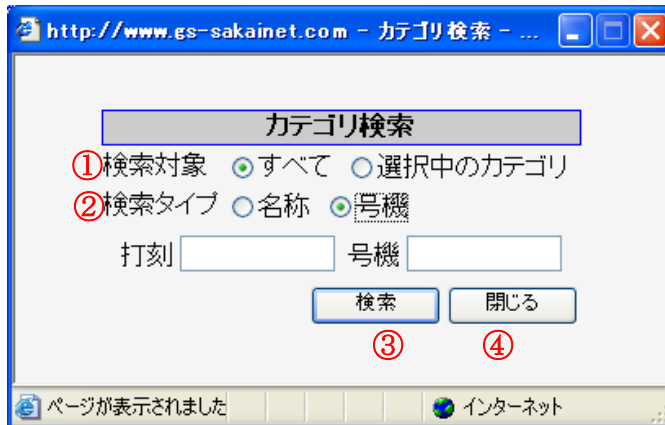 http://www.gs-sakainet.com - カテゴリ検索 - ...
カテゴリ検索
①検索対象 すべて 選択中のカテゴリ
②検索タイプ 名称 号機
打刻 号機
検索 閉じる
③ ④
ページが表示されました インターネット